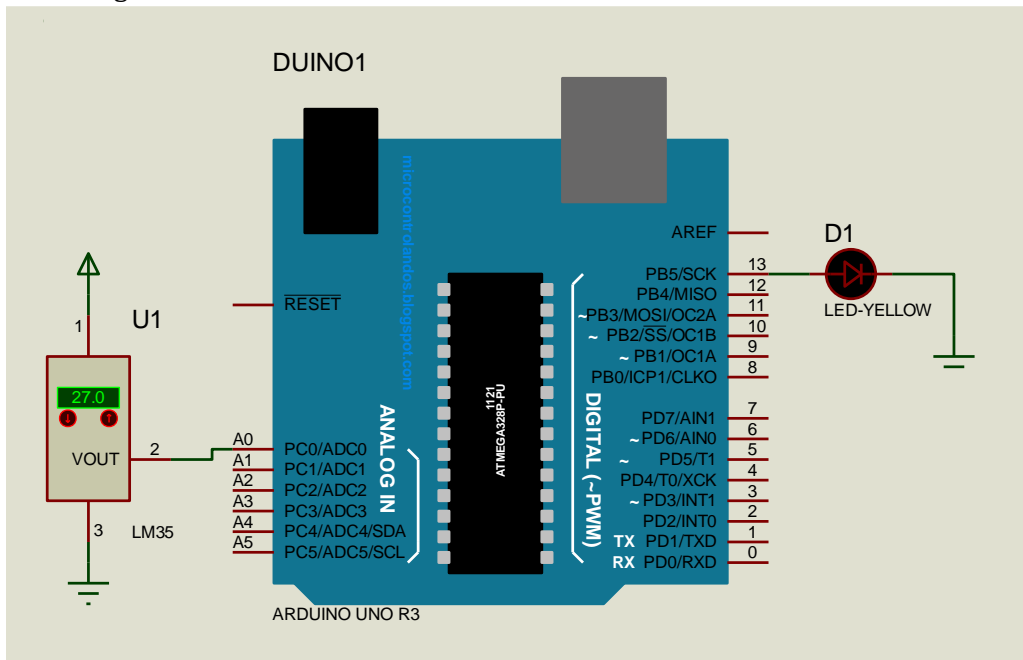 DUINO1
microcontrolandos.blogspot.com
AREF
D1
PB5/SCK 13
PB4/MISO 12
~PB3/MOSI/OC2A 11
~ PB2/SS/OC1B 10
~ PB1/OC1A 9
PB0/ICP1/CLKO 8
LED-YELLOW
RESET
U1
1
27.0
VOUT
2
3
LM35
A0 PC0/ADC0
A1 PC1/ADC1
A2 PC2/ADC2
A3 PC3/ADC3
A4 PC4/ADC4/SDA
A5 PC5/ADC5/SCL
ANALOG IN
1121
ATMEGA328P-PU
DIGITAL (~PWM)
PD7/AIN1 7
~ PD6/AIN0 6
~ PD5/T1 5
PD4/T0/XCK 4
~ PD3/INT1 3
PD2/INT0 2
TX PD1/TXD 1
RX PD0/RXD 0
ARDUINO UNO R3